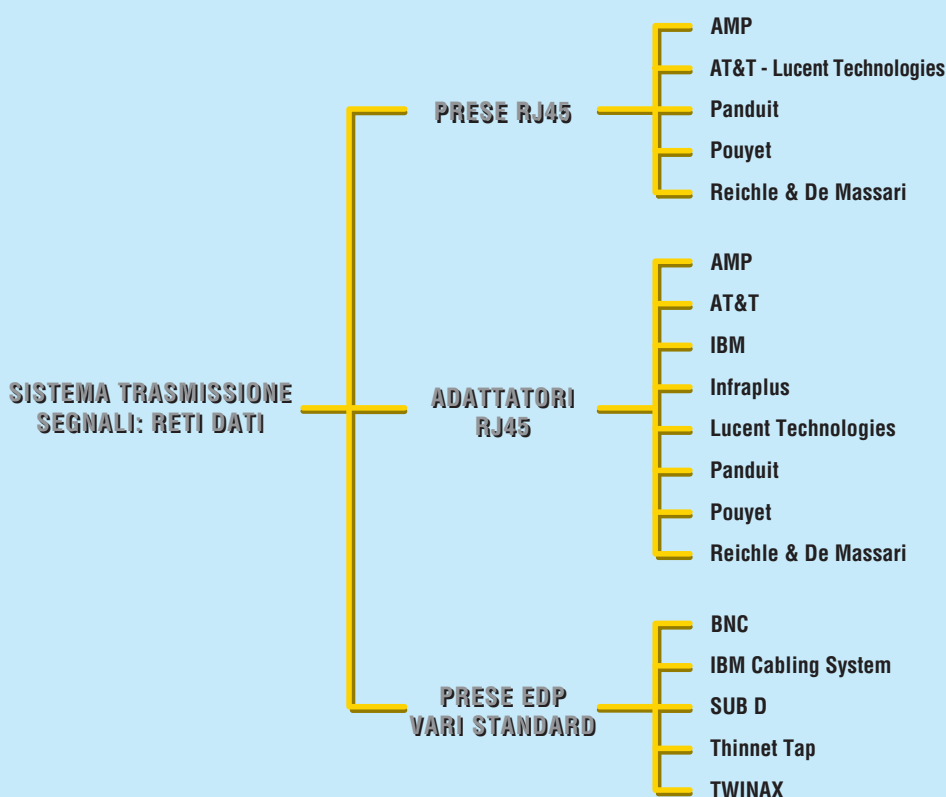 SISTEMA TRASMISSIONE
SEGNALI: RETI DATI
PRESE RJ45
AMP
AT&T - Lucent Technologies
Panduit
Pouyet
Reichle & De Massari
ADATTATORI
RJ45
AMP
AT&T
IBM
Infraplus
Lucent Technologies
Panduit
Pouyet
Reichle & De Massari
PRESE EDP
VARI STANDARD
BNC
IBM Cabling System
SUB D
Thinnet Tap
TWINAX